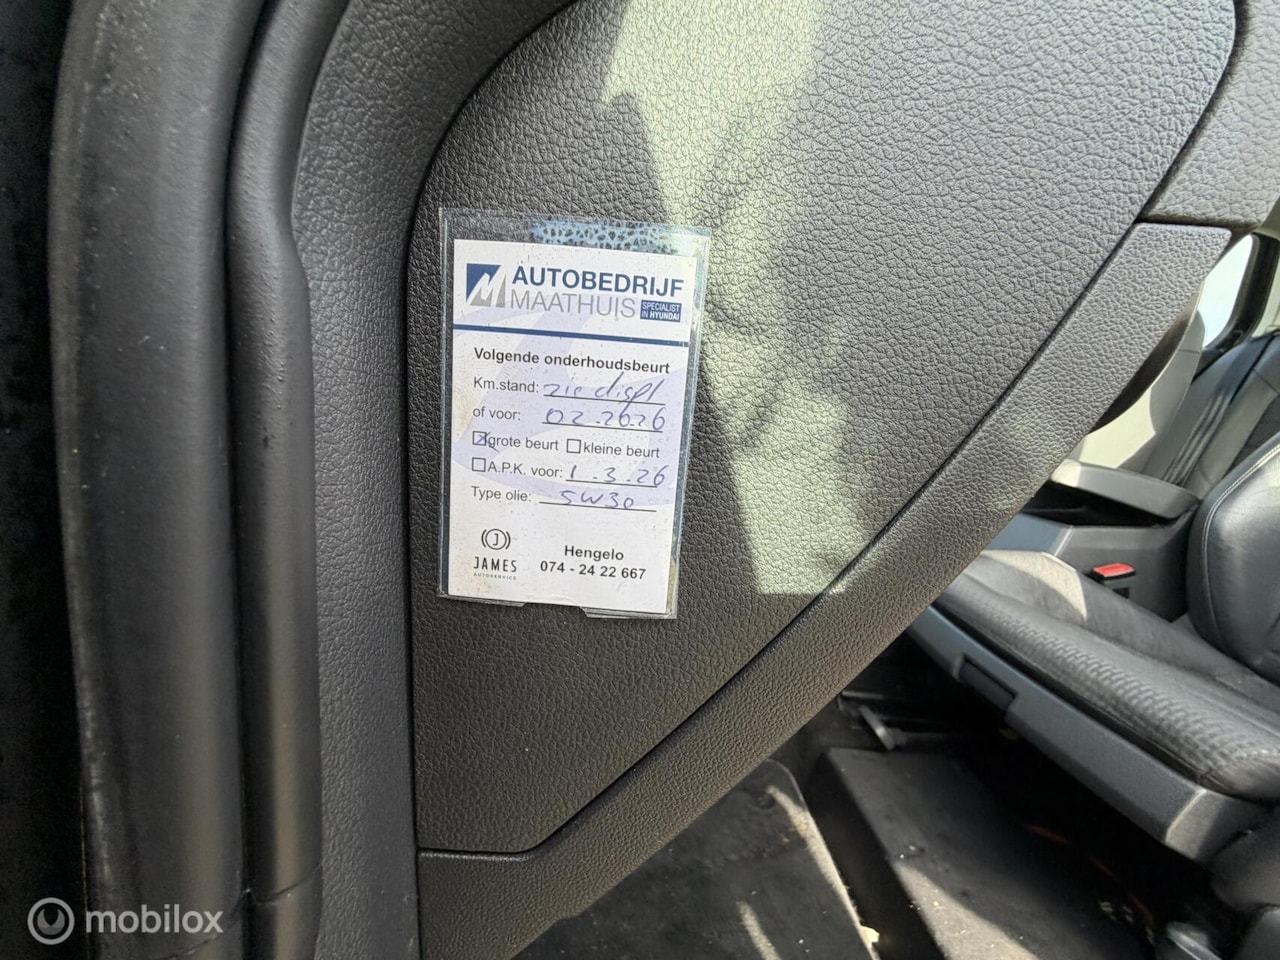 AUTOBEDRIJF
MAATHUIS
SPECIALIST
IN HYUNDAI
Volgende onderhoudsbeurt
Km.stand: zie displ
of voor: 02.2026
grote beurt kleine beurt
A.P.K. voor: 1.3.26
Type olie: 5W30
JAMES
AUTOSERVICE
Hengelo
074 - 24 22 667
mobilox